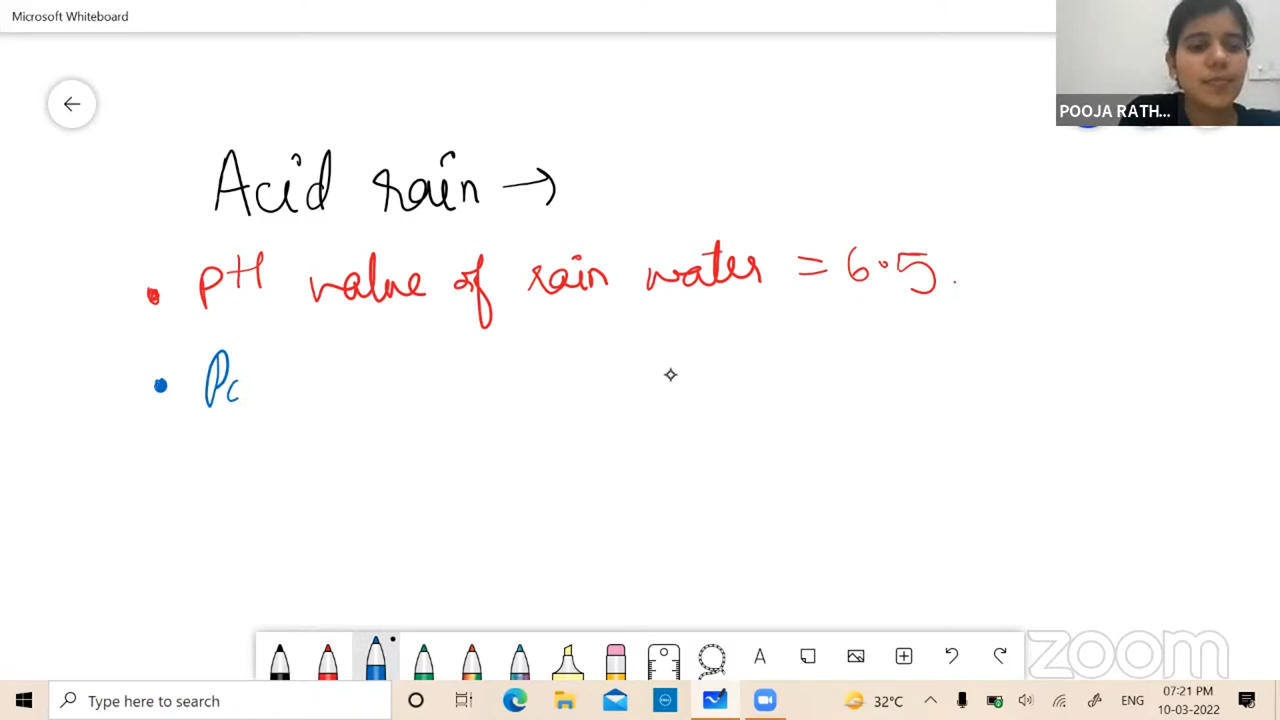 Microsoft Whiteboard
POOJA RATH...
Acid rain →
• pH value of rain water = 6.5.
• Pa
zoom
Type here to search
32°C
ENG
07:21 PM
10-03-2022